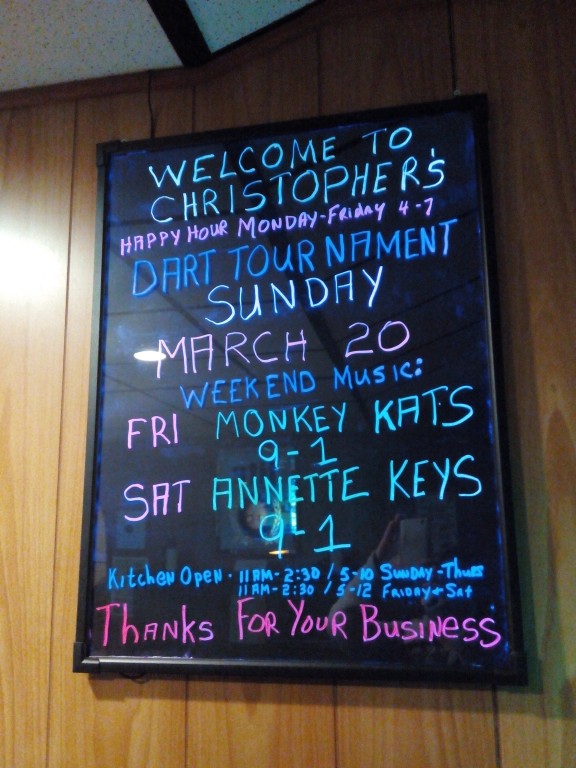 WELCOME TO
CHRISTOPHER'S
HAPPY HOUR MONDAY-FRIDAY 4-7
DART TOURNAMENT
SUNDAY
MARCH 20
WEEKEND MUSIC:
FRI MONKEY KATS
9-1
SAT ANNETTE KEYS
9-1
KITCHEN OPEN - 11AM-2:30 / 5-10 SUNDAY-THURS
11AM-2:30 / 5-12 FRIDAY+SAT
THANKS FOR YOUR BUSINESS